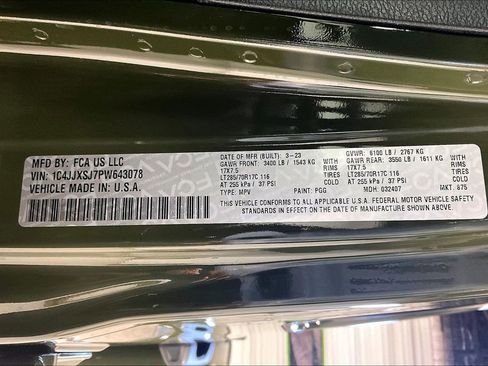 MFD BY: FCA US LLC
VIN: 1C4JJXSJ7PW643078
VEHICLE MADE IN: U.S.A.
DATE OF MFR (BUILT): 3-23 GVWR: 6100 LB / 2767 KG
GAWR FRONT: 3400 LB / 1543 KG WITH GAWR REAR: 3550 LB / 1611 KG WITH
17X7.5 RIMS 17X7.5 RIMS
LT285/70R17C 116 TIRES LT285/70R17C 116 TIRES
AT 255 kPa / 37 PSI COLD AT 255 kPa / 37 PSI COLD
TYPE: MPV PAINT: PGG MDH: 032407 MKT: 875
THIS VEHICLE CONFORMS TO ALL APPLICABLE U.S.A. FEDERAL MOTOR VEHICLE SAFETY
STANDARDS IN EFFECT ON THE DATE OF MANUFACTURE SHOWN ABOVE.